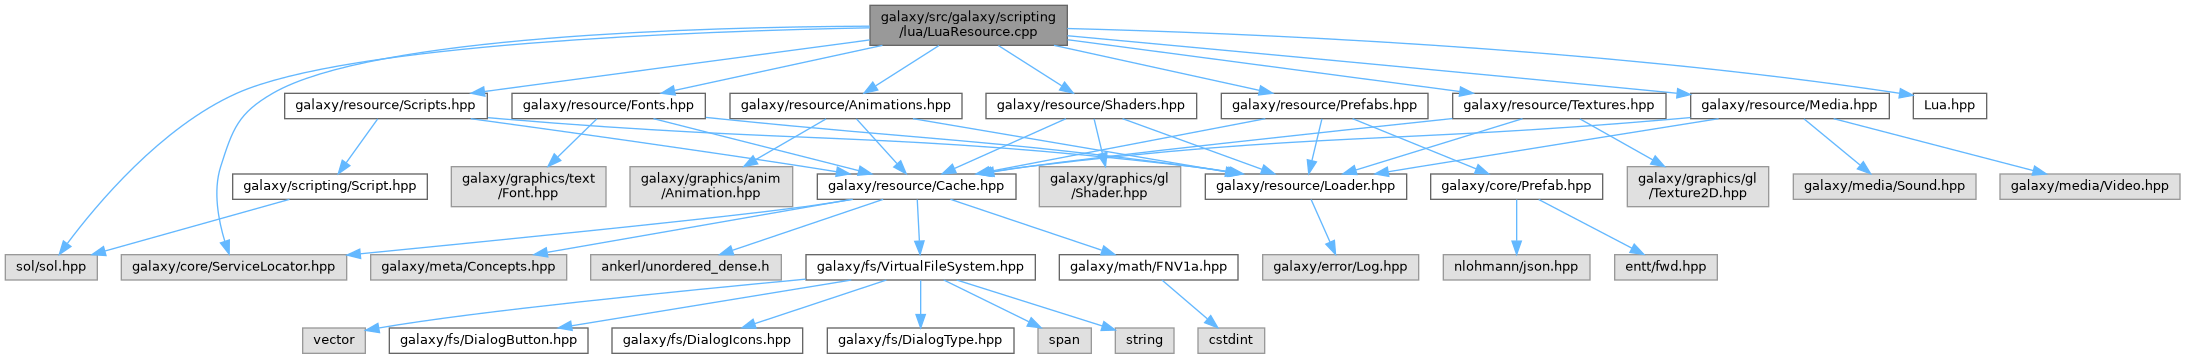 galaxy/src/galaxy/scripting
/lua/LuaResource.cpp
galaxy/resource/Scripts.hpp
galaxy/resource/Fonts.hpp
galaxy/resource/Animations.hpp
galaxy/resource/Shaders.hpp
galaxy/resource/Prefabs.hpp
galaxy/resource/Textures.hpp
galaxy/resource/Media.hpp
Lua.hpp
galaxy/scripting/Script.hpp
galaxy/graphics/text
/Font.hpp
galaxy/graphics/anim
/Animation.hpp
galaxy/resource/Cache.hpp
galaxy/graphics/gl
/Shader.hpp
galaxy/resource/Loader.hpp
galaxy/core/Prefab.hpp
galaxy/graphics/gl
/Texture2D.hpp
galaxy/media/Sound.hpp
galaxy/media/Video.hpp
sol/sol.hpp
galaxy/core/ServiceLocator.hpp
galaxy/meta/Concepts.hpp
ankerl/unordered_dense.h
galaxy/fs/VirtualFileSystem.hpp
galaxy/math/FNV1a.hpp
galaxy/error/Log.hpp
nlohmann/json.hpp
entt/fwd.hpp
vector
galaxy/fs/DialogButton.hpp
galaxy/fs/DialogIcons.hpp
galaxy/fs/DialogType.hpp
span
string
cstdint